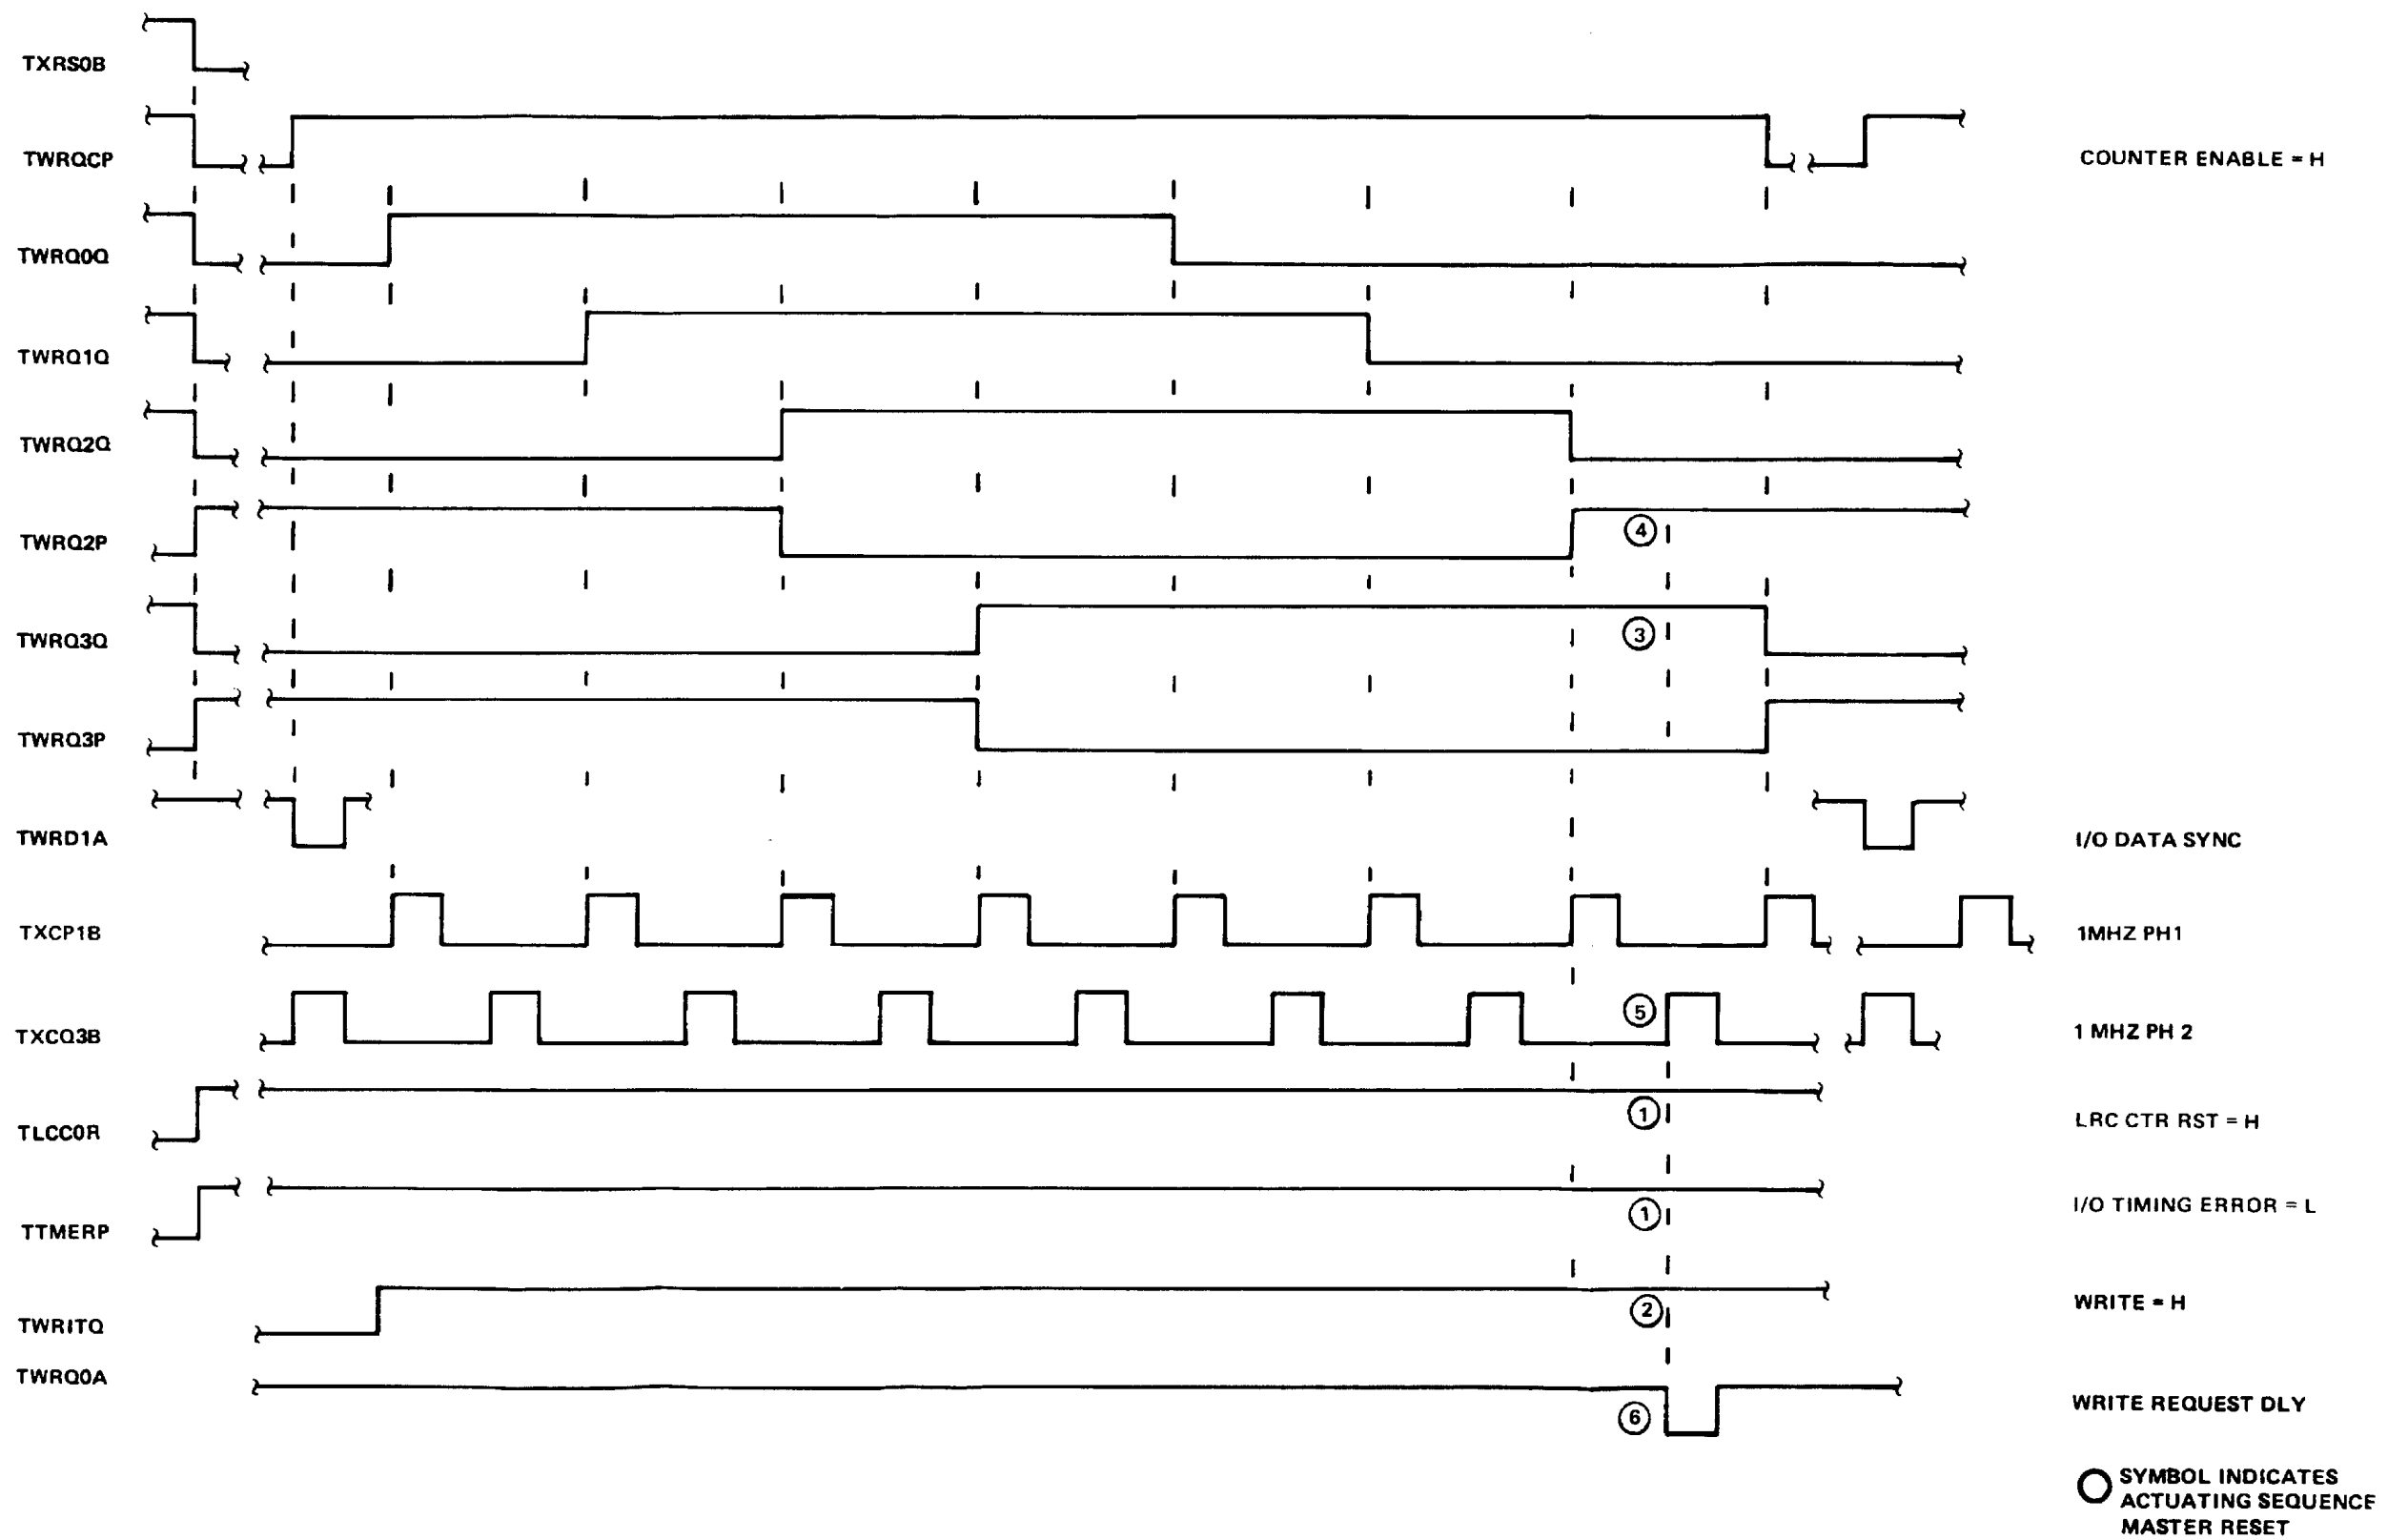 TXRS0B
TWRQCP
COUNTER ENABLE = H
TWRQ0Q
TWRQ1Q
TWRQ2Q
TWRQ2P
4
TWRQ3Q
3
TWRQ3P
TWRD1A
I/O DATA SYNC
TXCP1B
1MHZ PH1
TXCQ3B
5
1 MHZ PH 2
TLCC0R
1
LRC CTR RST = H
TTMERP
1
I/O TIMING ERROR = L
TWRITQ
2
WRITE = H
TWRQ0A
6
WRITE REQUEST DLY
SYMBOL INDICATES
ACTUATING SEQUENCE
MASTER RESET